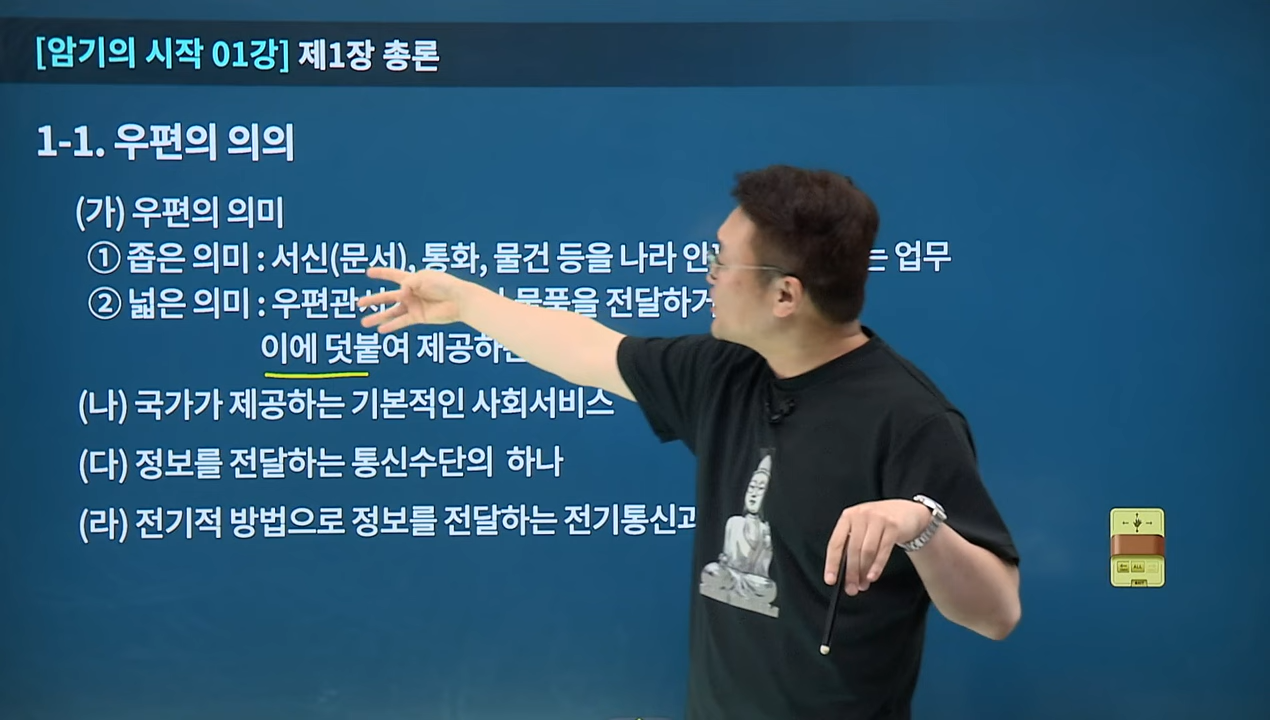 [암기의 시작 01강] 제1장 총론
1-1. 우편의 의의
(가) 우편의 의미
① 좁은 의미 : 서신(문서), 통화, 물건 등을 나라 업무
② 넓은 의미 : 물품을 전달하거
이에 덧붙여 제공하는
(나) 국가가 제공하는 기본적인 사회서비스
(다) 정보를 전달하는 통신수단의 하나
(라) 전기적 방법으로 정보를 전달하는 전기통신과
ALL